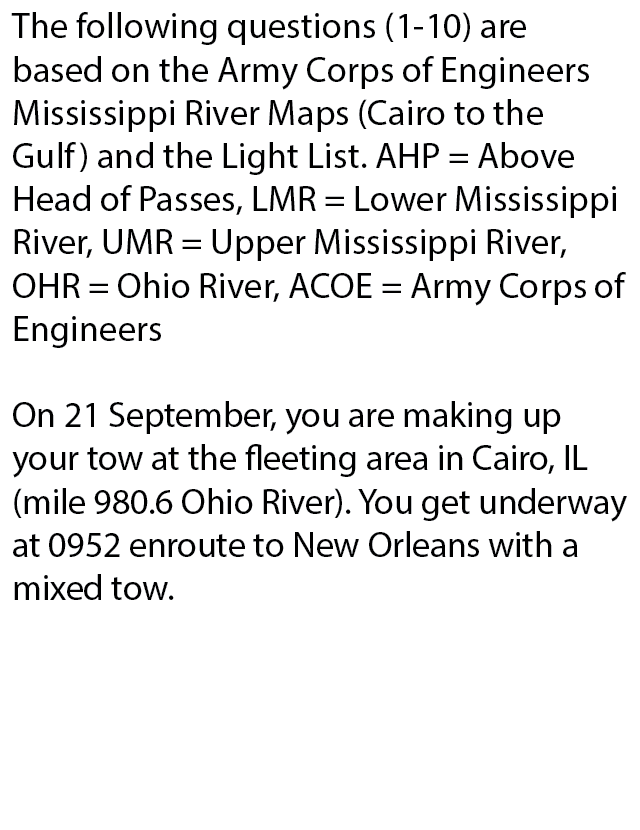 The following questions (1-10) are
based on the Army Corps of Engineers
Mississippi River Maps (Cairo to the
Gulf) and the Light List. AHP = Above
Head of Passes, LMR = Lower Mississippi
River, UMR = Upper Mississippi River,
OHR = Ohio River, ACOE = Army Corps of
Engineers
On 21 September, you are making up
your tow at the fleeting area in Cairo, IL
(mile 980.6 Ohio River). You get underway
at 0952 enroute to New Orleans with a
mixed tow.